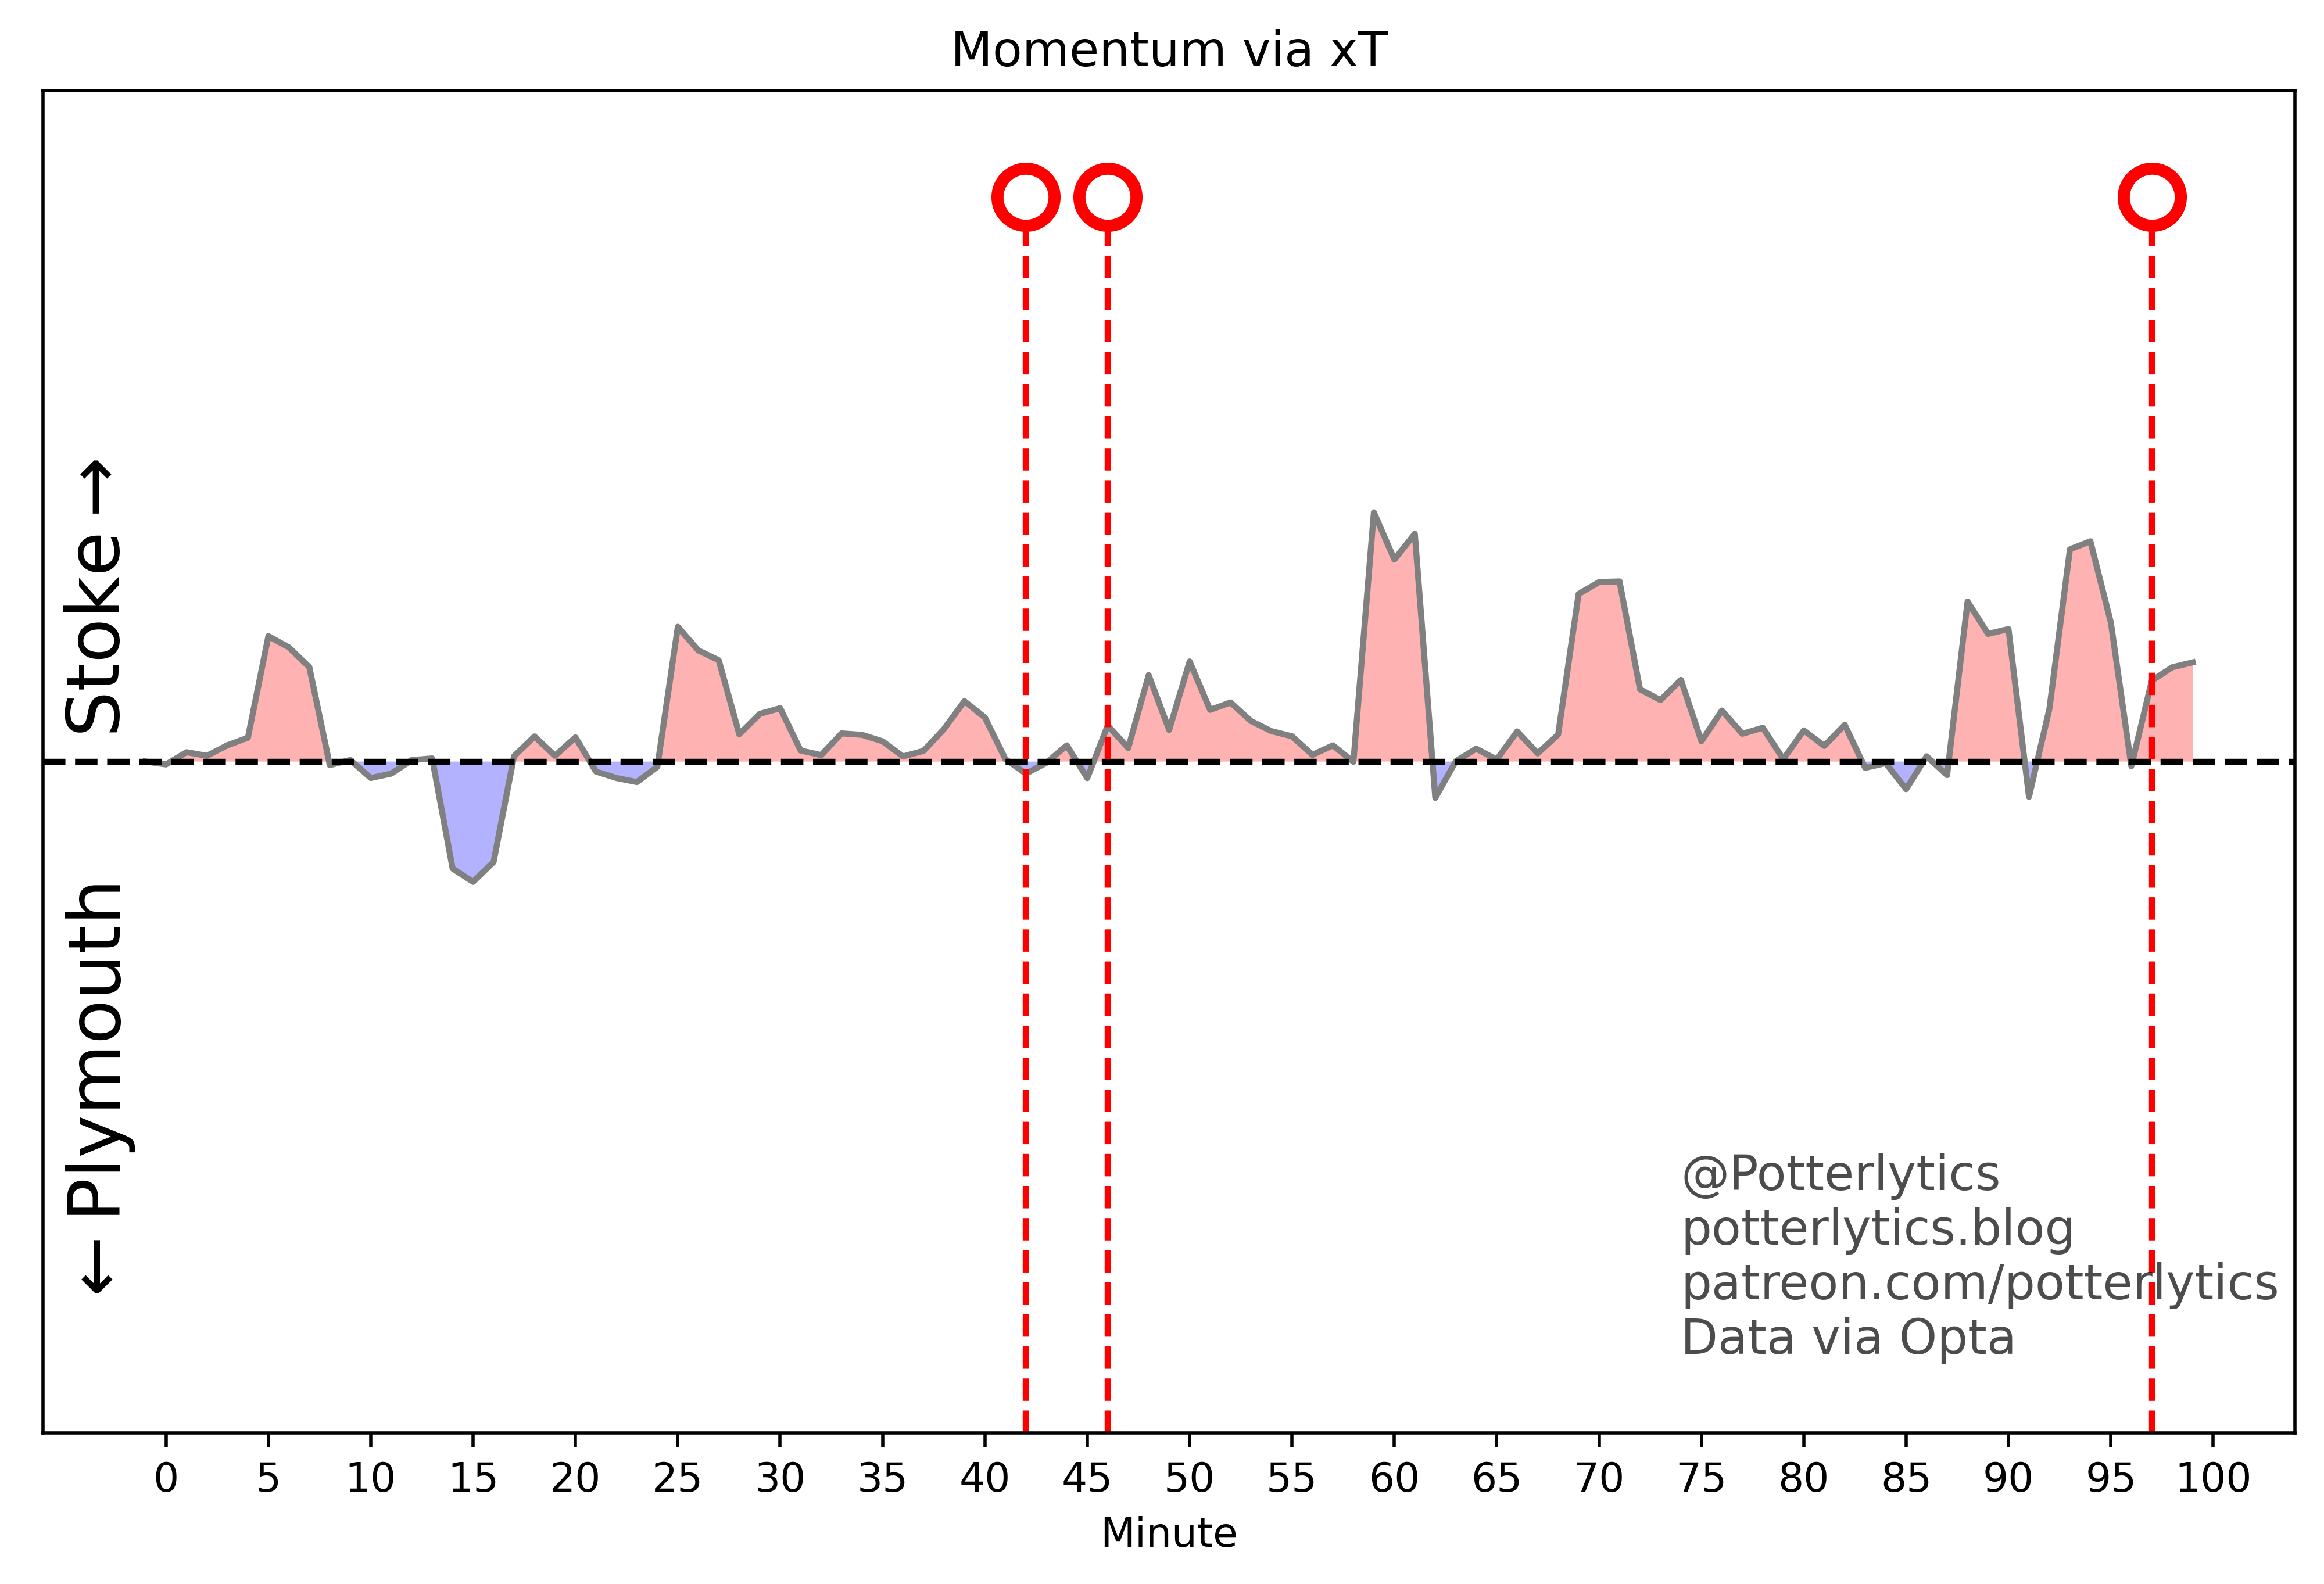 Momentum via xT
Stoke →
← Plymouth
@Potterlytics
potterlytics.blog
patreon.com/potterlytics
Data via Opta
0 5 10 15 20 25 30 35 40 45 50 55 60 65 70 75 80 85 90 95 100
Minute